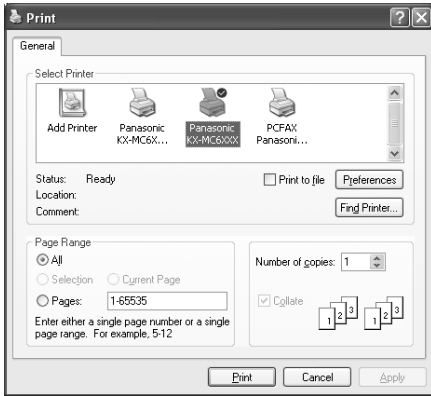 Print
General
Select Printer
Add Printer
Panasonic
KX-MC6X...
Panasonic
KX-MC6XXX
PCFAX
Panasoni...
Status: Ready
Location:
Comment:
Print to file
Preferences
Find Printer...
Page Range
All
Selection Current Page
Pages: 1-65535
Enter either a single page number or a single
page range. For example, 5-12
Number of copies: 1
Collate
1 2 3 1 2 3
Print Cancel Apply